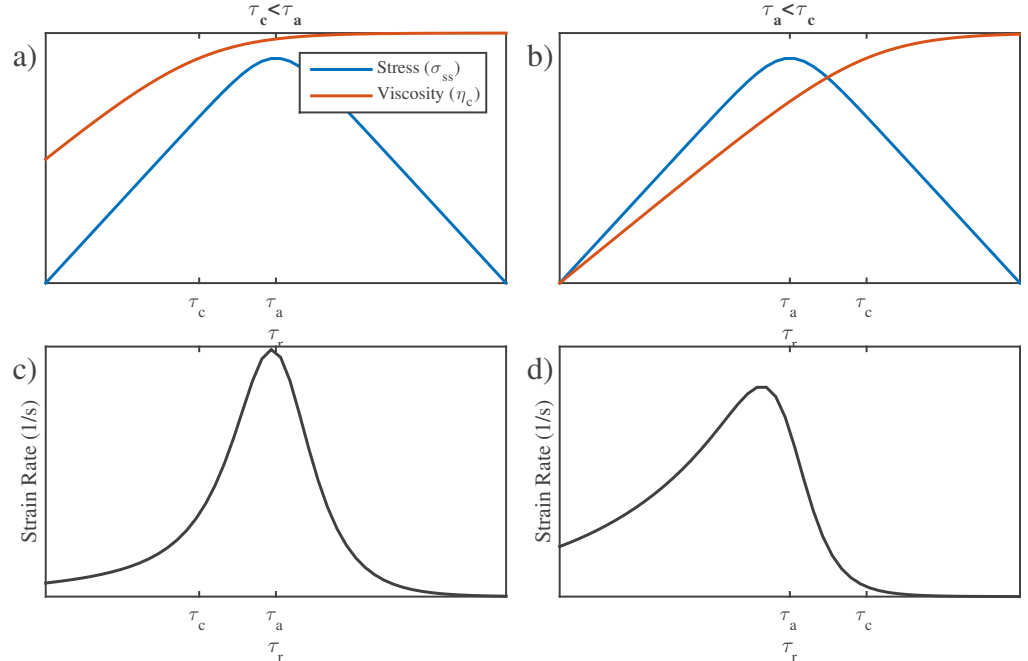 τc<τa
τa<τc
a)
b)
Stress (σss)
Viscosity (ηc)
τc
τa
τr
τa
τc
τr
c)
d)
Strain Rate (1/s)
Strain Rate (1/s)
τc
τa
τr
τa
τc
τr